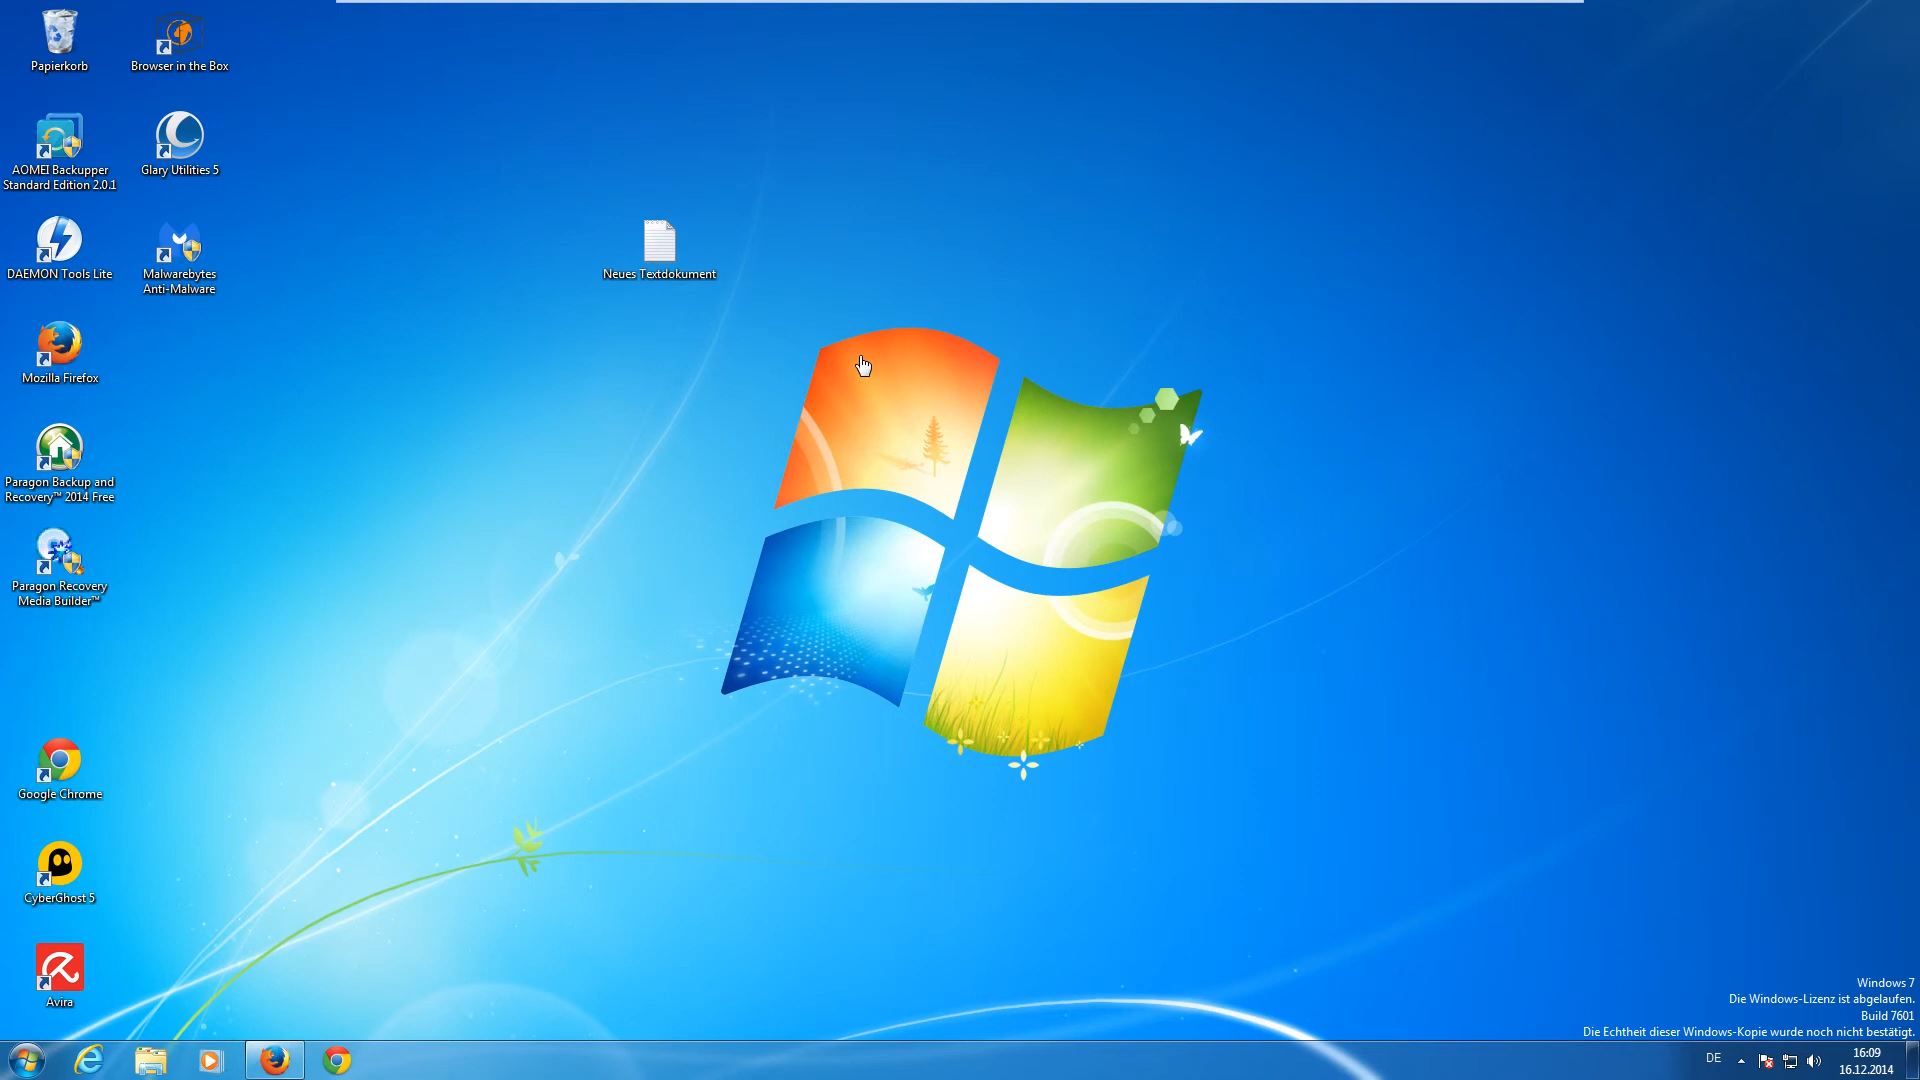 Papierkorb
Browser in the Box
AOMEI Backupper
Standard Edition 2.0.1
Glary Utilities 5
DAEMON Tools Lite
Malwarebytes
Anti-Malware
Neues Textdokument
Mozilla Firefox
Paragon Backup and
Recovery™ 2014 Free
Paragon Recovery
Media Builder™
Google Chrome
CyberGhost 5
Avira
Windows 7
Die Windows-Lizenz ist abgelaufen.
Build 7601
Die Echtheit dieser Windows-Kopie wurde noch nicht bestätigt.
DE
16:09
16.12.2014